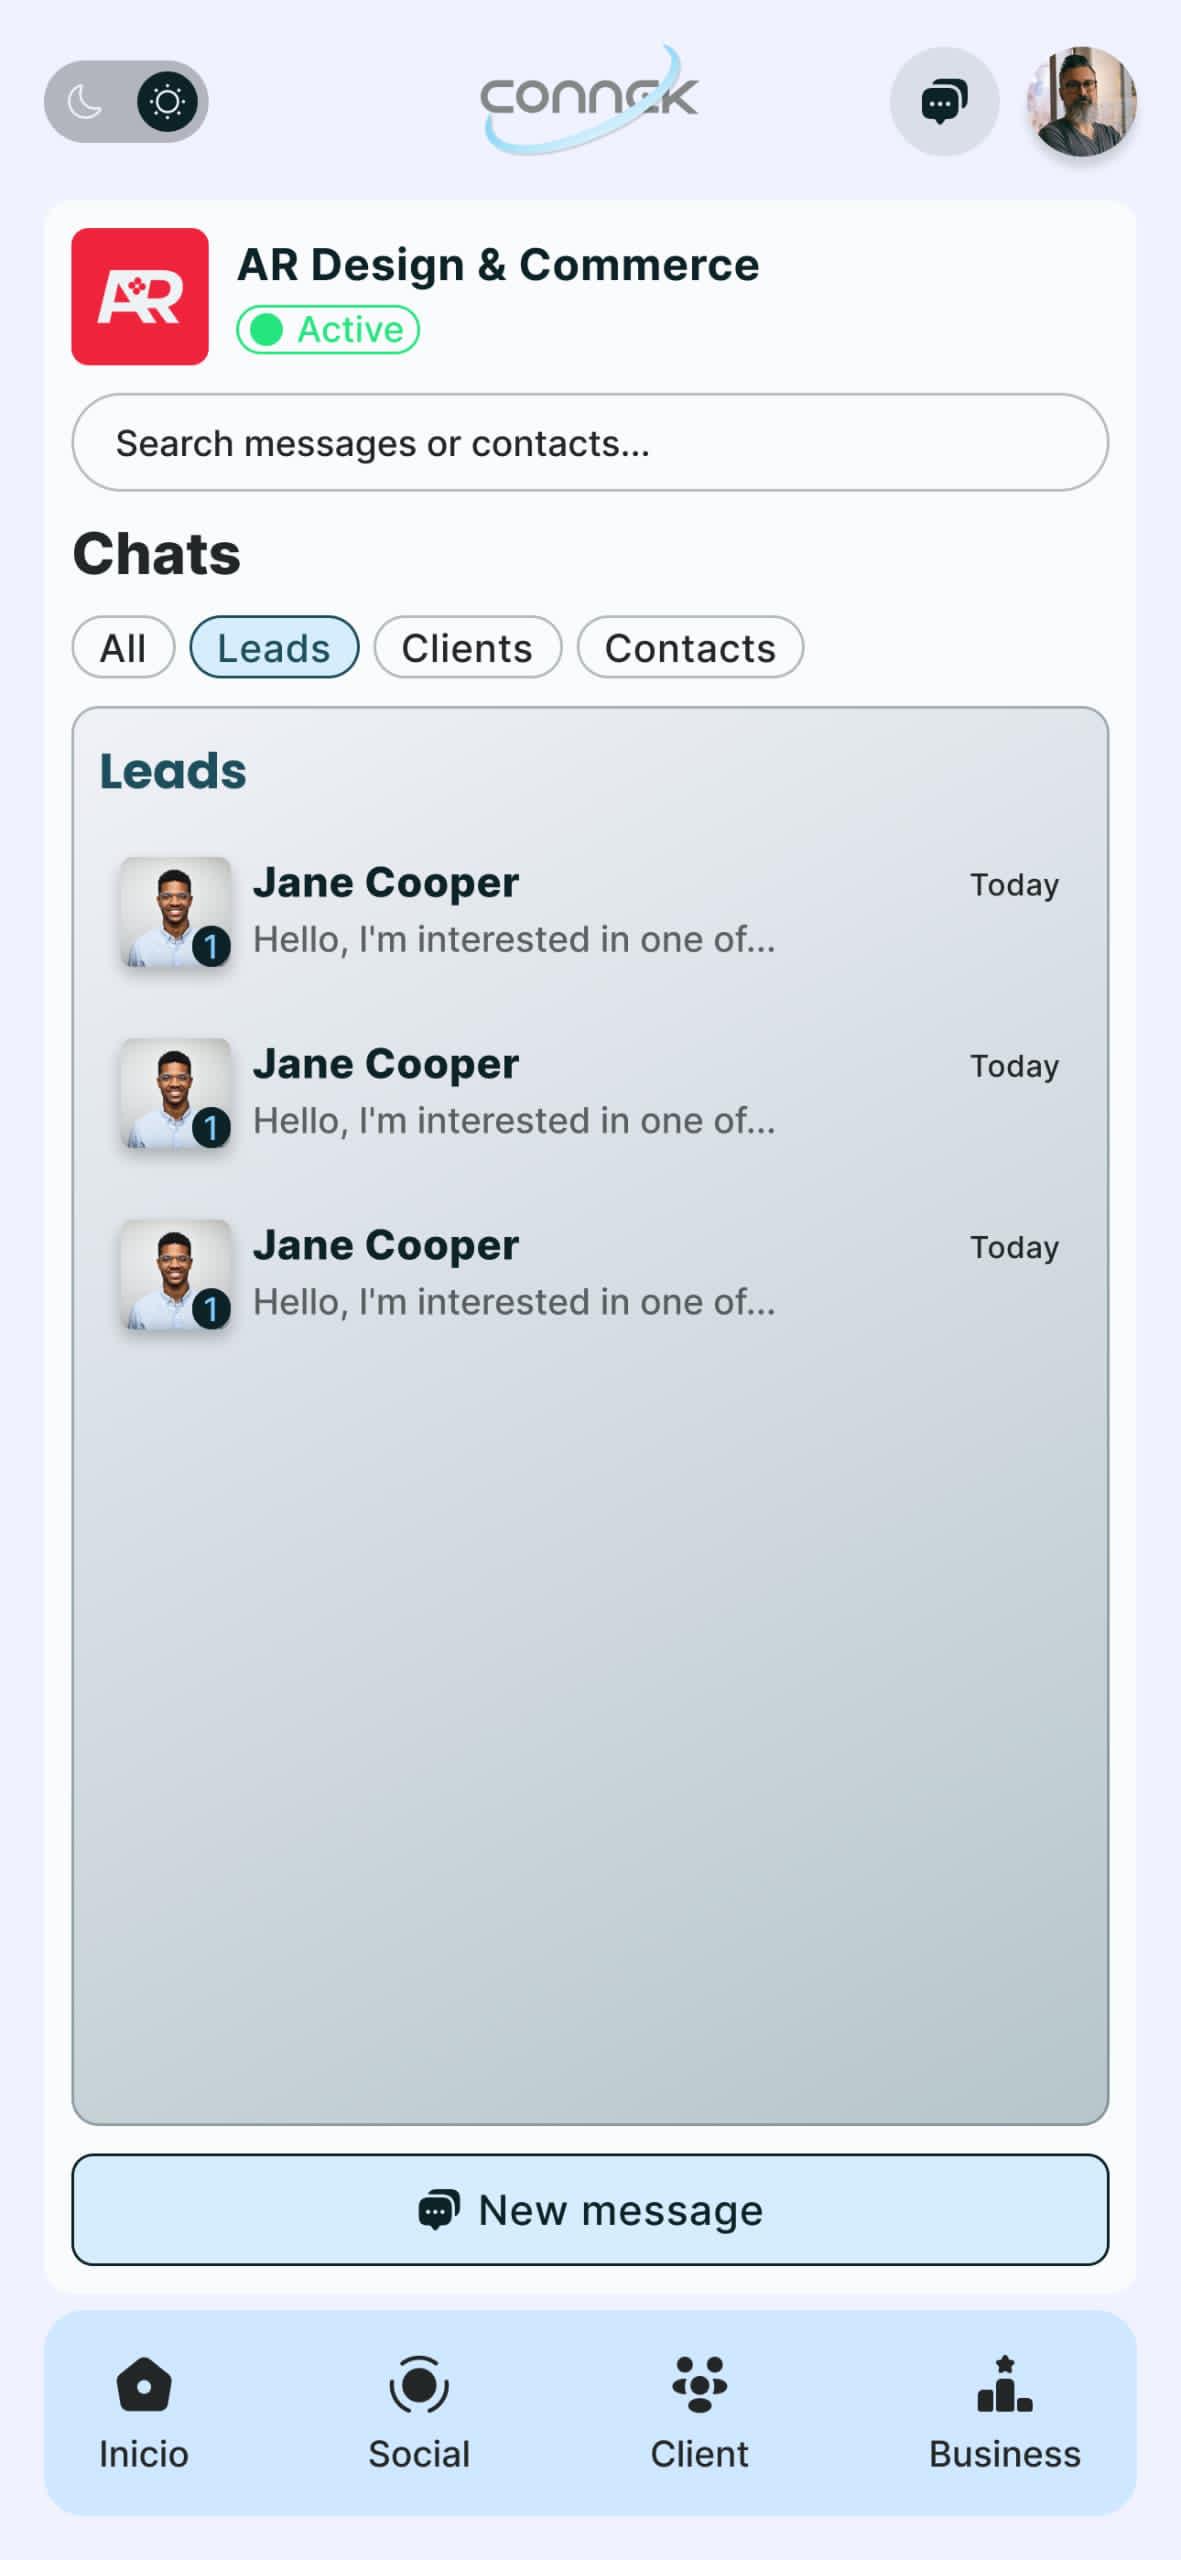 connek
AR
AR Design & Commerce
Active
Search messages or contacts...
Chats
All Leads Clients Contacts
Leads
Jane Cooper Today
1 Hello, I'm interested in one of...
Jane Cooper Today
1 Hello, I'm interested in one of...
Jane Cooper Today
1 Hello, I'm interested in one of...
New message
Inicio Social Client Business